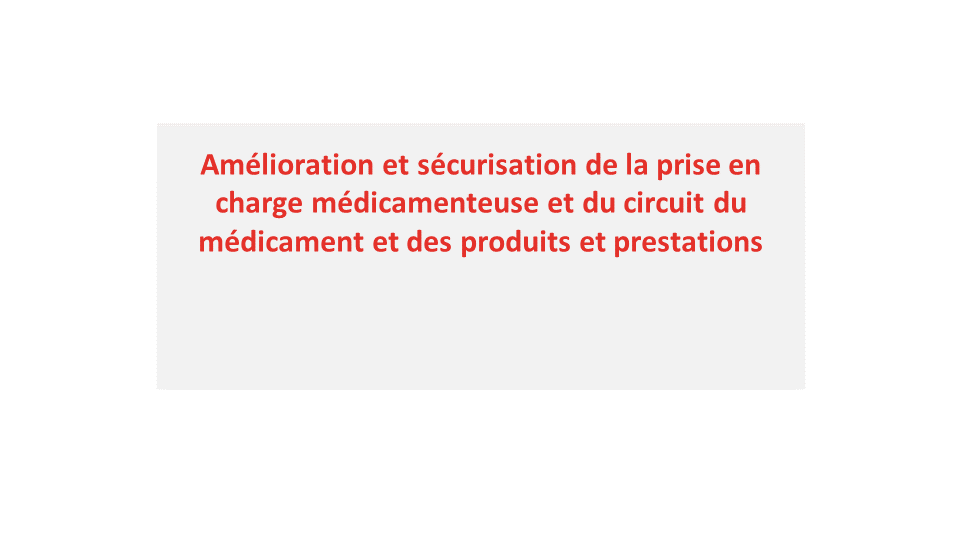 Amélioration et sécurisation de la prise en
charge médicamenteuse et du circuit du
médicament et des produits et prestations